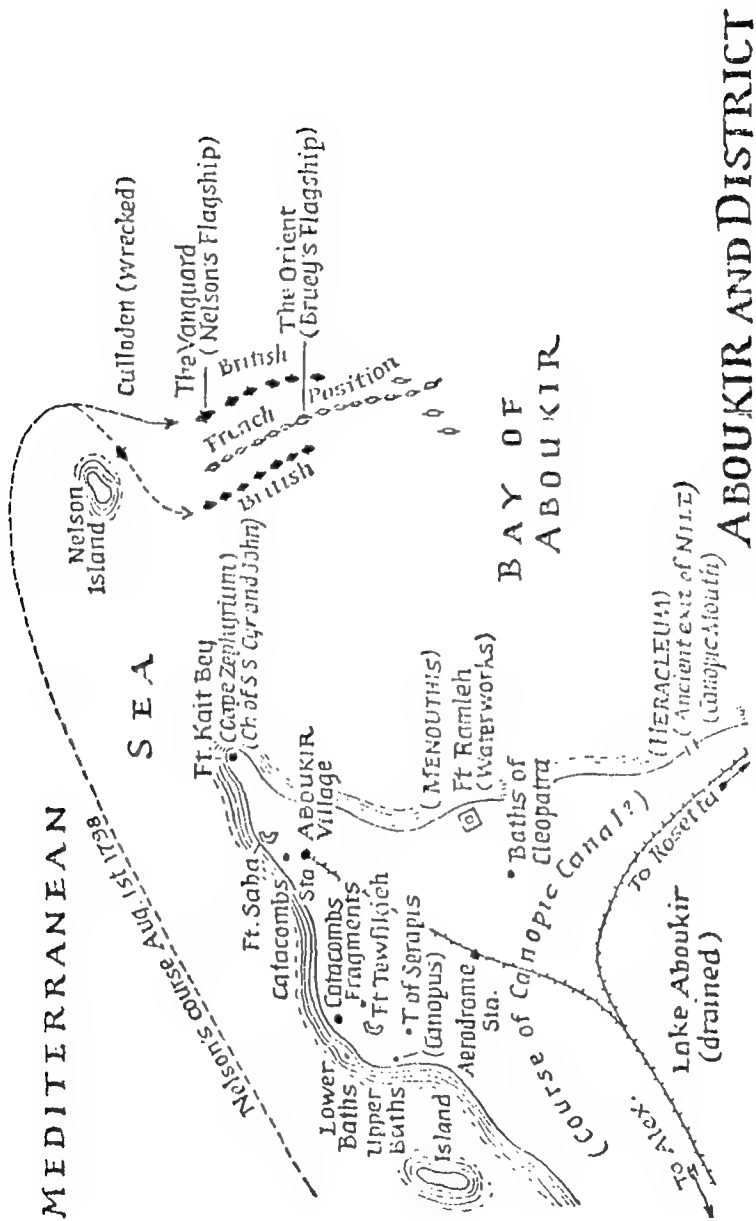 MEDITERRANEAN
SEA
Nelson's course Aug. 1st 1798
Nelson
Island
Culloden (wrecked)
The Vanguard
(Nelson's Flagship)
British
French Position
British
The Orient
(Bruey's Flagship)
Ft. Kait Bey
(Cape Zephyrium)
(Ch of S S Cyr and John)
Ft. Saba
Catacombs
Sta.
ABOUKIR
Village
Catacombs
Fragments
Ft Tewfikich
T of Serapis
(Canopus)
Lower
Baths
Upper
Baths
Island
Aerodrome
Sta.
(MENOUTHIS)
Ft Ramleh
(Waterworks)
Baths of
Cleopatra
BAY OF
ABOUKIR
(HERACLEUM)
(Ancient exit of NILE)
(Canopic Mouth)
(Course of Canopic Canal?)
To Rosetta
To Alex.
Lake Aboukir
(drained)
ABOUKIR AND DISTRICT